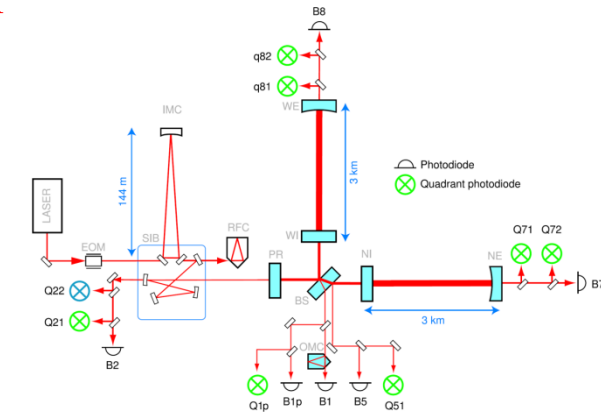 B8
q82
q81
WE
IMC
3 km
144 m
Photodiode
Quadrant photodiode
LASER
EOM
SIB
RFC
WI
PR
NI
NE
Q71
Q72
BS
B7
Q22
Q21
3 km
B2
OMC
Q1p
B1p
B1
B5
Q51